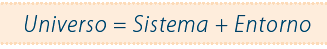 Universo = Sistema + Entorno